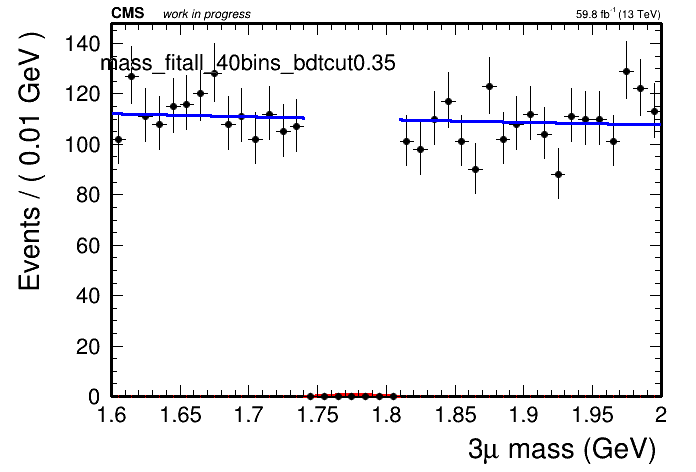 CMS work in progress 59.8 fb⁻¹ (13 TeV)
mass_fitall_40bins_bdtcut0.35
Events / ( 0.01 GeV )
140
120
100
80
60
40
20
0
1.6 1.65 1.7 1.75 1.8 1.85 1.9 1.95 2
3μ mass (GeV)